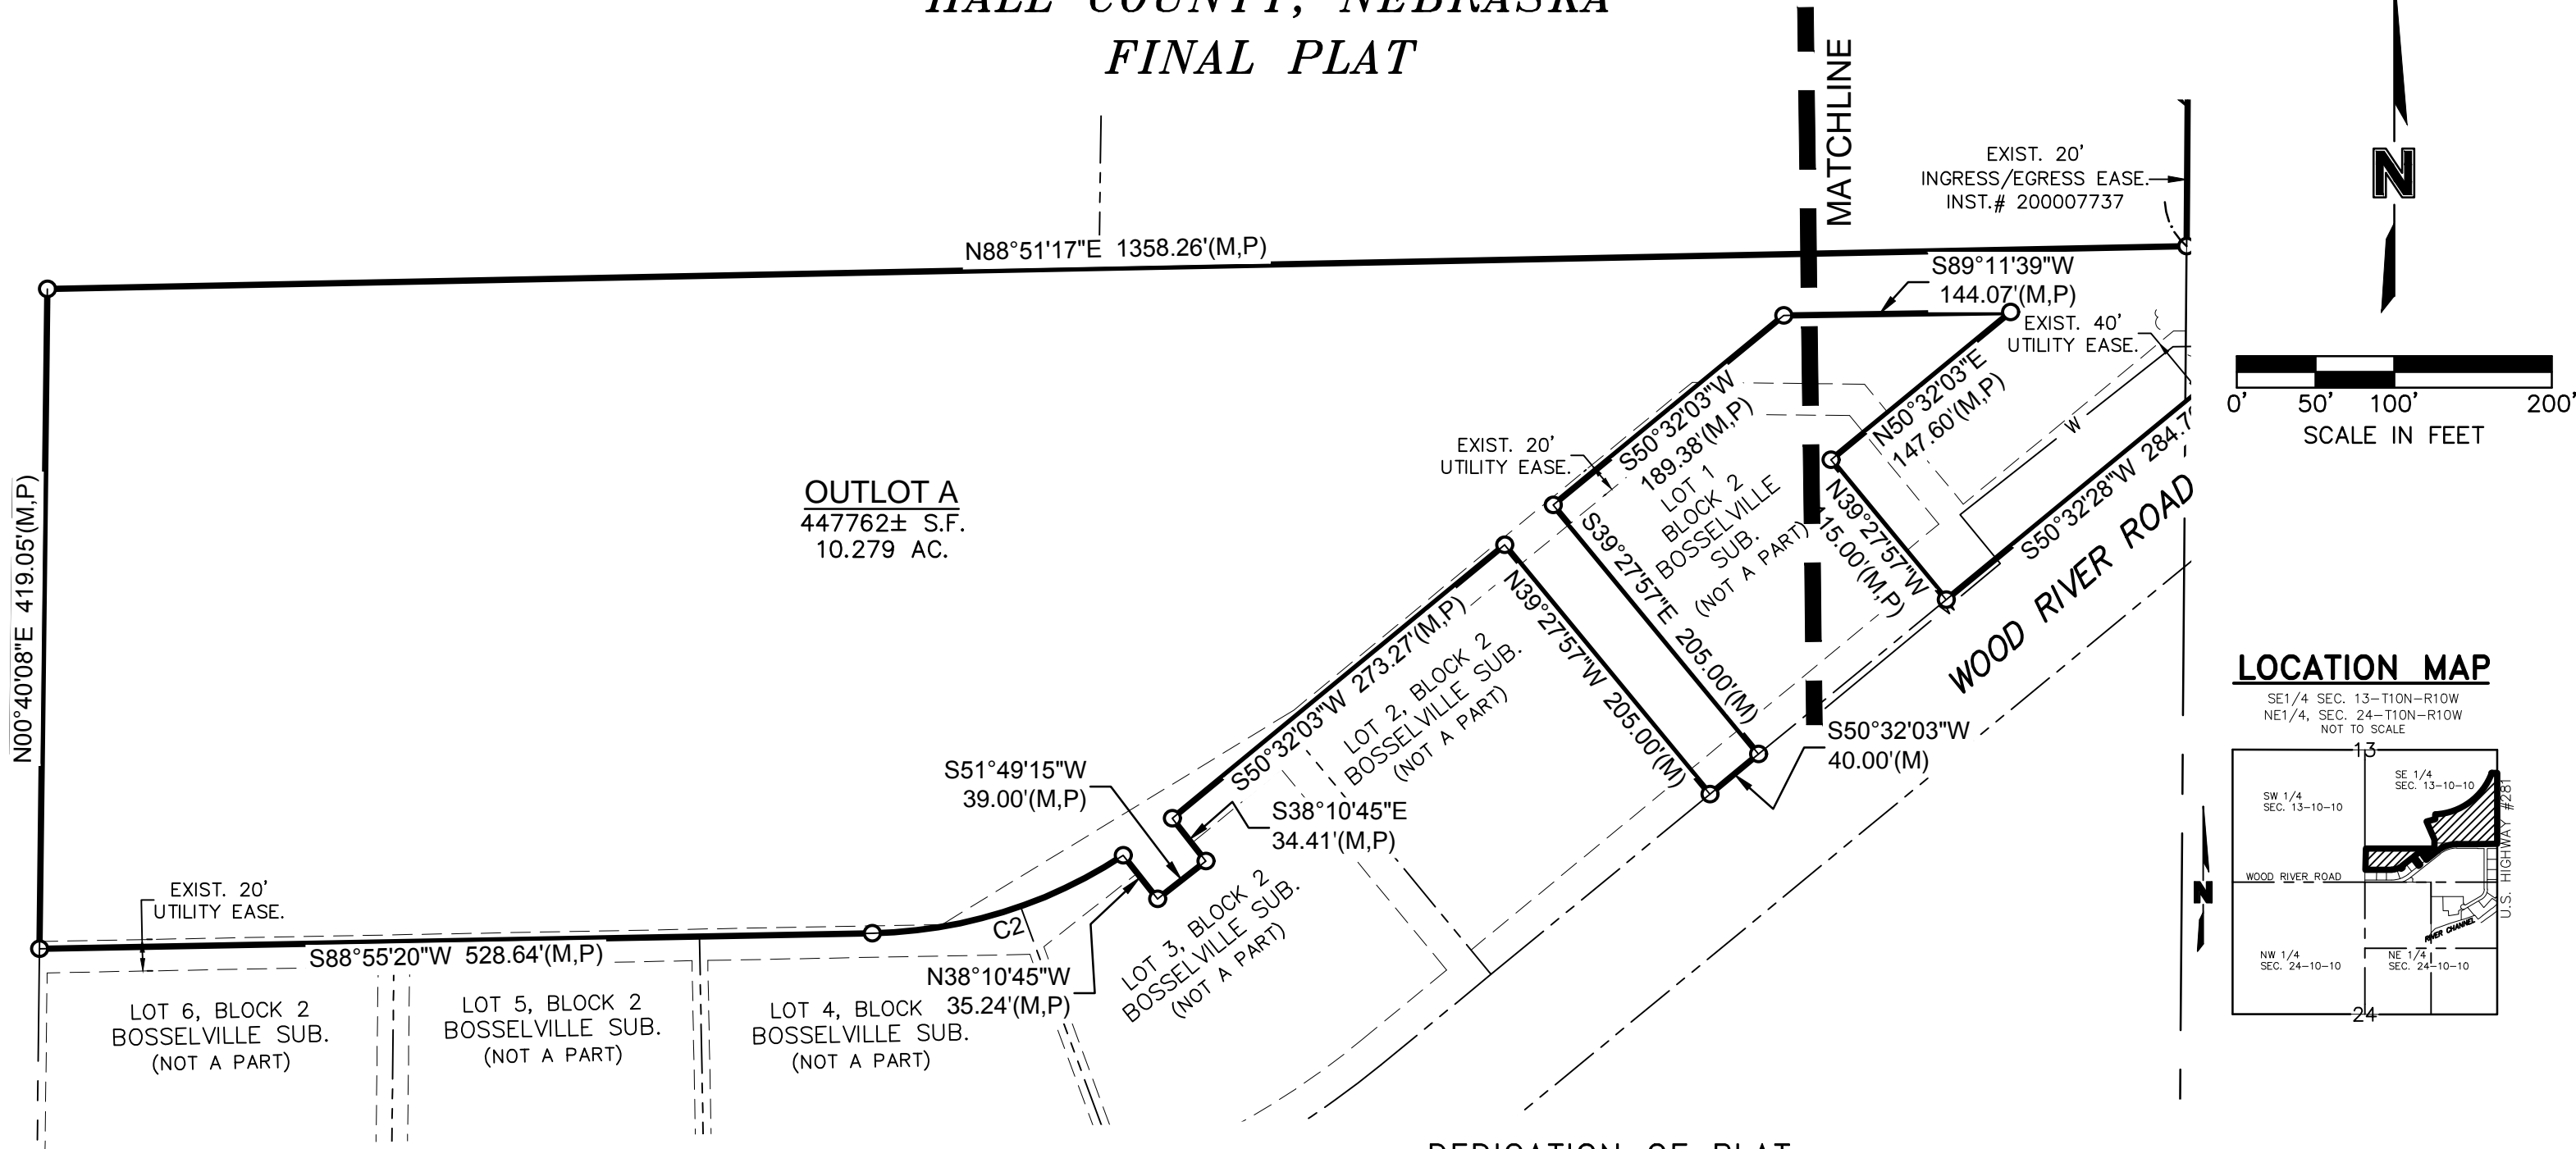 FINAL PLAT
MATCHLINE
EXIST. 20'
INGRESS/EGRESS EASE.
INST.# 200007737
N
N88°51'17"E 1358.26'(M,P)
S89°11'39"W
144.07'(M,P)
EXIST. 40'
UTILITY EASE.
0' 50' 100' 200'
SCALE IN FEET
N00°40'08"E 419.05'(M,P)
OUTLOT A
447762± S.F.
10.279 AC.
EXIST. 20'
UTILITY EASE.
S50°32'03"W
189.38'(M,P)
LOT 1
BLOCK 2
BOSSELVILLE
SUB.
(NOT A PART)
N50°32'03"E
147.60'(M,P)
W
N39°27'57"W
115.00'(M,P)
S50°32'28"W
WOOD RIVER ROAD
S39°27'57"E 205.00'(M)
N39°27'57"W 205.00'(M)
S50°32'03"W 273.27'(M,P)
LOT 2, BLOCK 2
BOSSELVILLE SUB.
(NOT A PART)
S50°32'03"W
40.00'(M)
S51°49'15"W
39.00'(M,P)
S38°10'45"E
34.41'(M,P)
C2
LOT 3, BLOCK 2
BOSSELVILLE SUB.
(NOT A PART)
N38°10'45"W
35.24'(M,P)
EXIST. 20'
UTILITY EASE.
S88°55'20"W 528.64'(M,P)
LOT 6, BLOCK 2
BOSSELVILLE SUB.
(NOT A PART)
LOT 5, BLOCK 2
BOSSELVILLE SUB.
(NOT A PART)
LOT 4, BLOCK
BOSSELVILLE SUB.
(NOT A PART)
LOCATION MAP
SE1/4 SEC. 13-T10N-R10W
NE1/4, SEC. 24-T10N-R10W
NOT TO SCALE
13
SW 1/4
SEC. 13-10-10
SE 1/4
SEC. 13-10-10
U.S. HIGHWAY #281
WOOD RIVER ROAD
N
RIVER CHANNEL
NW 1/4
SEC. 24-10-10
NE 1/4
SEC. 24-10-10
24